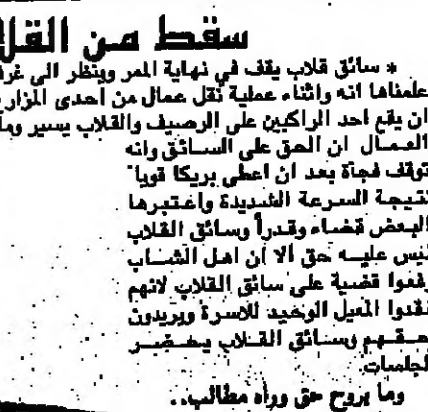 سقط من القلا
* سائق قلاب يقف في نهاية الممر وينظر الى غرف
علمناها انه واثناء عملية نقل عمال من احدى المزار
ان يقع احد الراكبين على الرصيف والقلاب يسير وما
العمال ان الحق على السائق وانه
توقف فجأة بعد ان اعطى بريكا قويا
نتيجة السرعة الشديدة واعتبرها
البعض قضاء وقدراً وسائق القلاب
ليس عليه حق الا أن اهل الشاب
رفعوا قضية على سائق القلاب لانهم
فقدوا المعيل الوحيد للاسرة ويريدون
حقهم وسائق القلاب يحضر
الجلسات
وما بروح حق وراه مطالب..